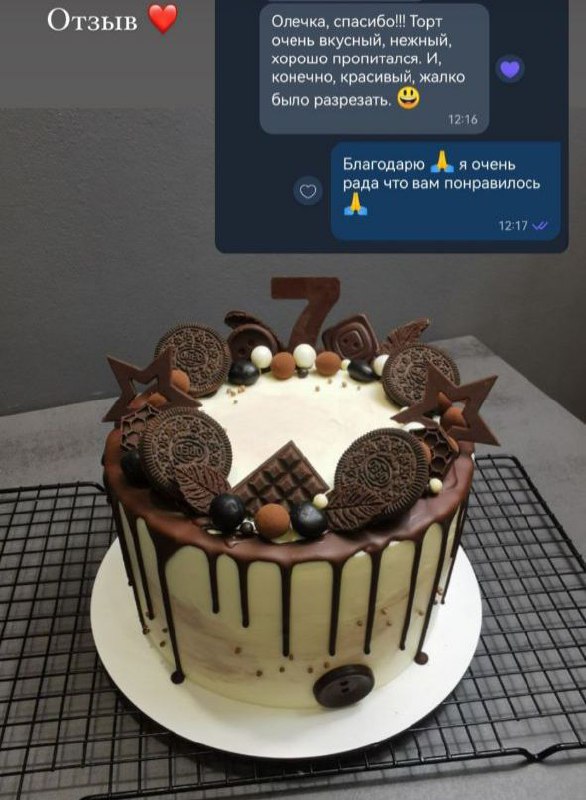 Отзыв ❤️
Олечка, спасибо!!! Торт
очень вкусный, нежный,
хорошо пропитался. И,
конечно, красивый, жалко
было разрезать. 😃
12:16
Благодарю 🙏 я очень
рада что вам понравилось
🙏
12:17
7